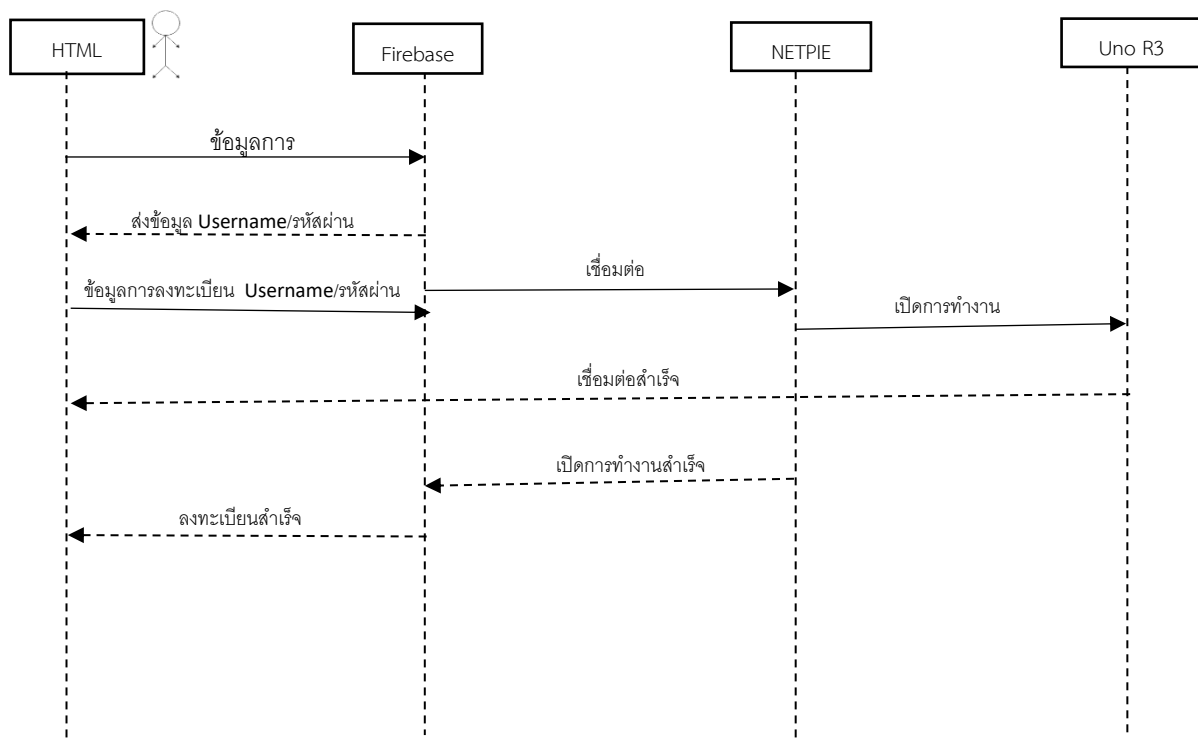 HTML
Firebase
NETPIE
Uno R3
ข้อมูลการ
ส่งข้อมูล Username/รหัสผ่าน
เชื่อมต่อ
ข้อมูลการลงทะเบียน Username/รหัสผ่าน
เปิดการทำงาน
เชื่อมต่อสำเร็จ
เปิดการทำงานสำเร็จ
ลงทะเบียนสำเร็จ